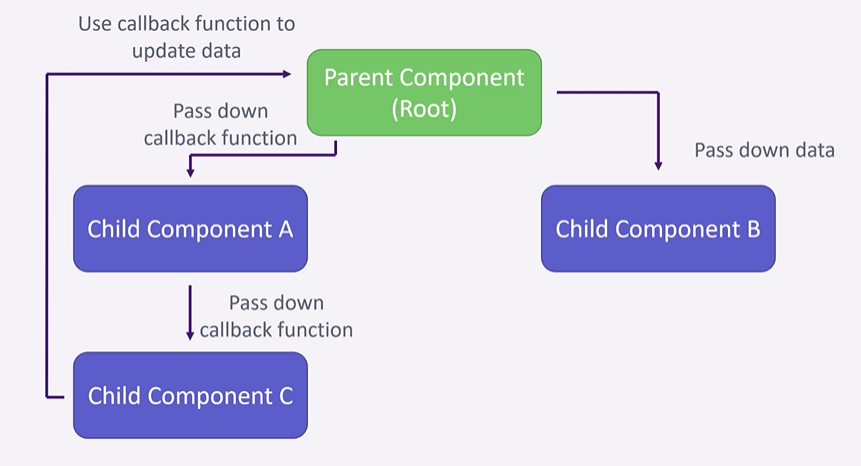 Use callback function to
update data
Parent Component
(Root)
Pass down
callback function
Pass down data
Child Component A
Child Component B
Pass down
callback function
Child Component C